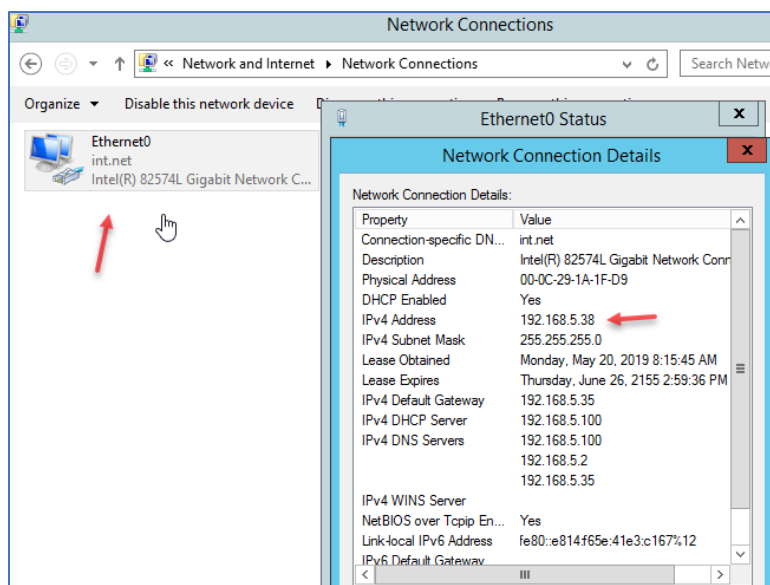 Network Connections
« Network and Internet Network Connections
Search Netw
Organize Disable this network device
Ethernet0
int.net
Intel(R) 82574L Gigabit Network C...
Ethernet0 Status
x
Network Connection Details
x
Network Connection Details:
Property Value
Connection-specific DN... int.net
Description Intel(R) 82574L Gigabit Network Conn
Physical Address 00-0C-29-1A-1F-D9
DHCP Enabled Yes
IPv4 Address 192.168.5.38
IPv4 Subnet Mask 255.255.255.0
Lease Obtained Monday, May 20, 2019 8:15:45 AM
Lease Expires Thursday, June 26, 2155 2:59:36 PM
IPv4 Default Gateway 192.168.5.35
IPv4 DHCP Server 192.168.5.100
IPv4 DNS Servers 192.168.5.100
192.168.5.2
192.168.5.35
IPv4 WINS Server
NetBIOS over Tcpip En... Yes
Link-local IPv6 Address fe80::e814:f65e:41e3:c167%12
IPv6 Default Gateway